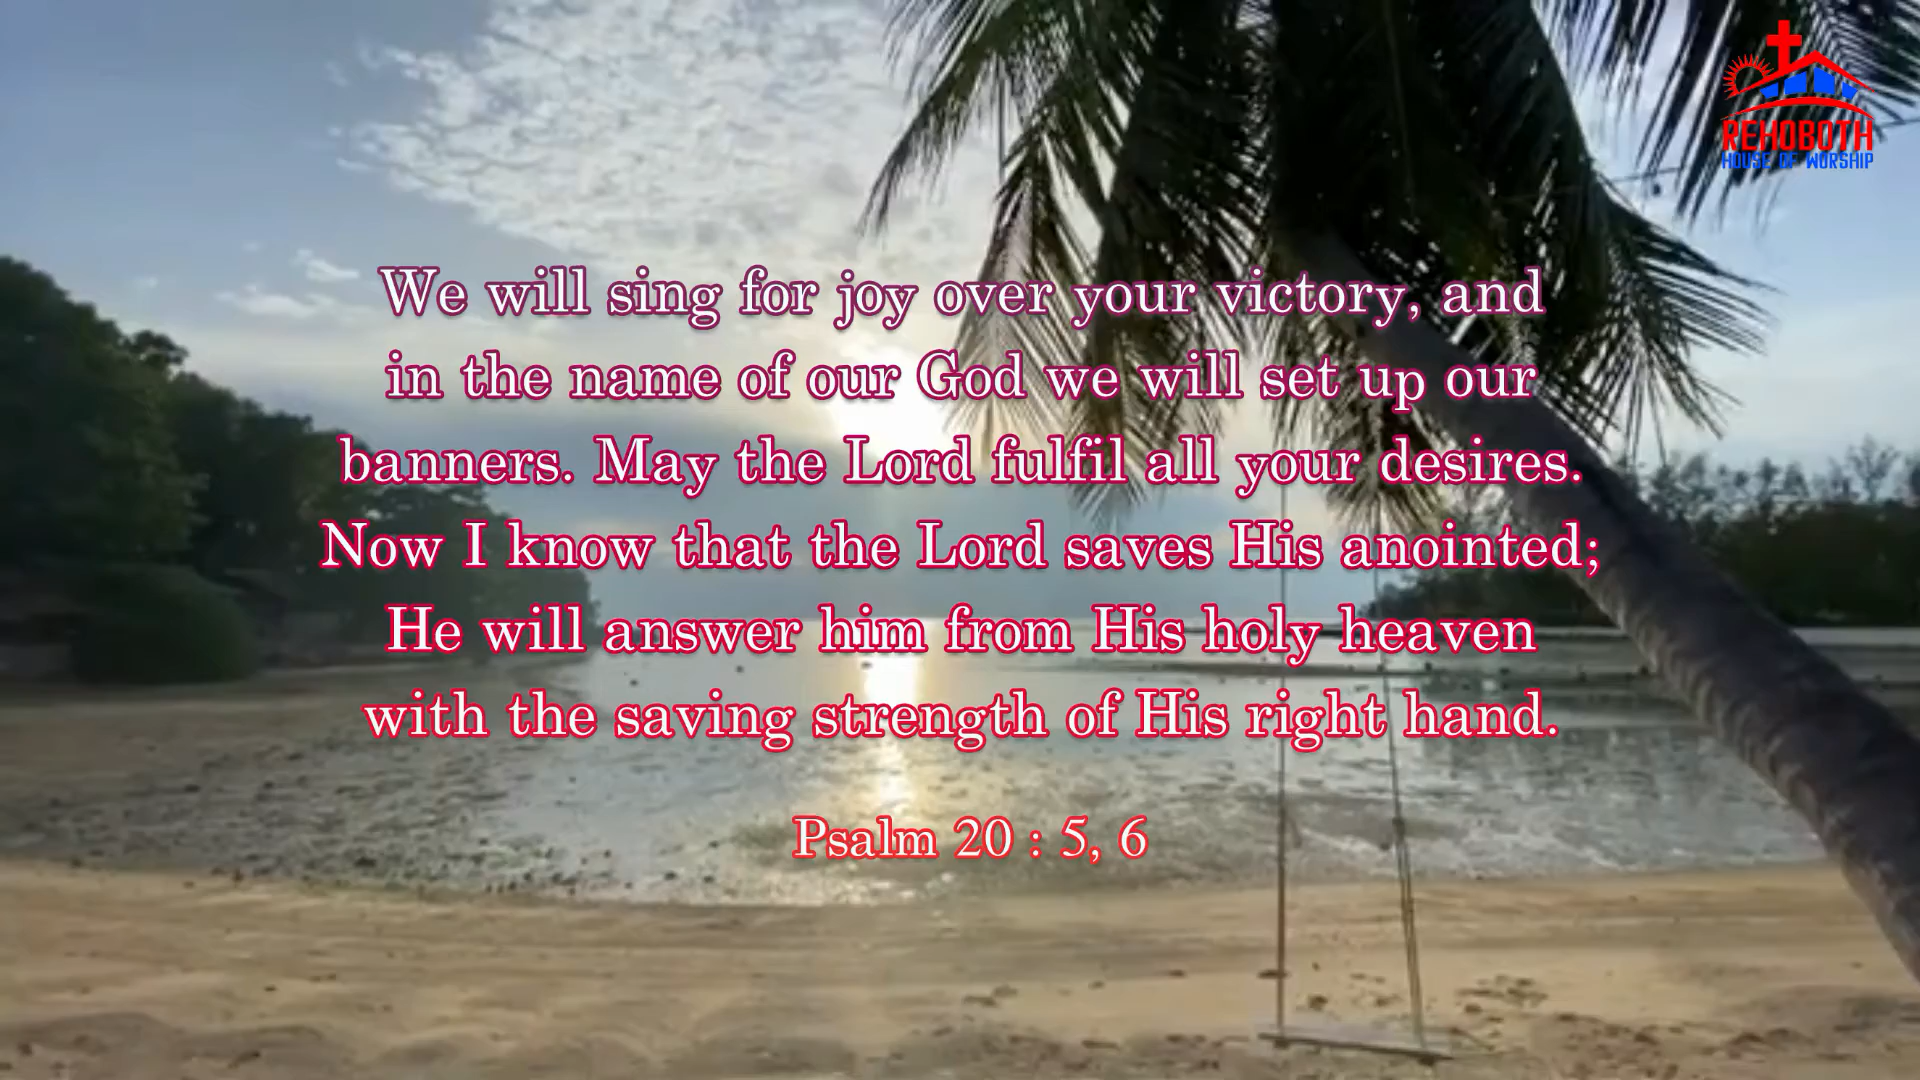 REHOBOTH
HOUSE OF WORSHIP
We will sing for joy over your victory, and
in the name of our God we will set up our
banners. May the Lord fulfil all your desires.
Now I know that the Lord saves His anointed;
He will answer him from His holy heaven
with the saving strength of His right hand.
Psalm 20 : 5, 6